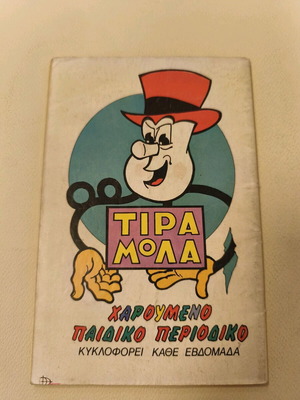 ΤΙΡΑ
ΜΟΛΑ
ΧΑΡΟΥΜΕΝΟ
ΠΑΙΔΙΚΟ ΠΕΡΙΟΔΙΚΟ
ΚΥΚΛΟΦΟΡΕΙ ΚΑΘΕ ΕΒΔΟΜΑΔΑ